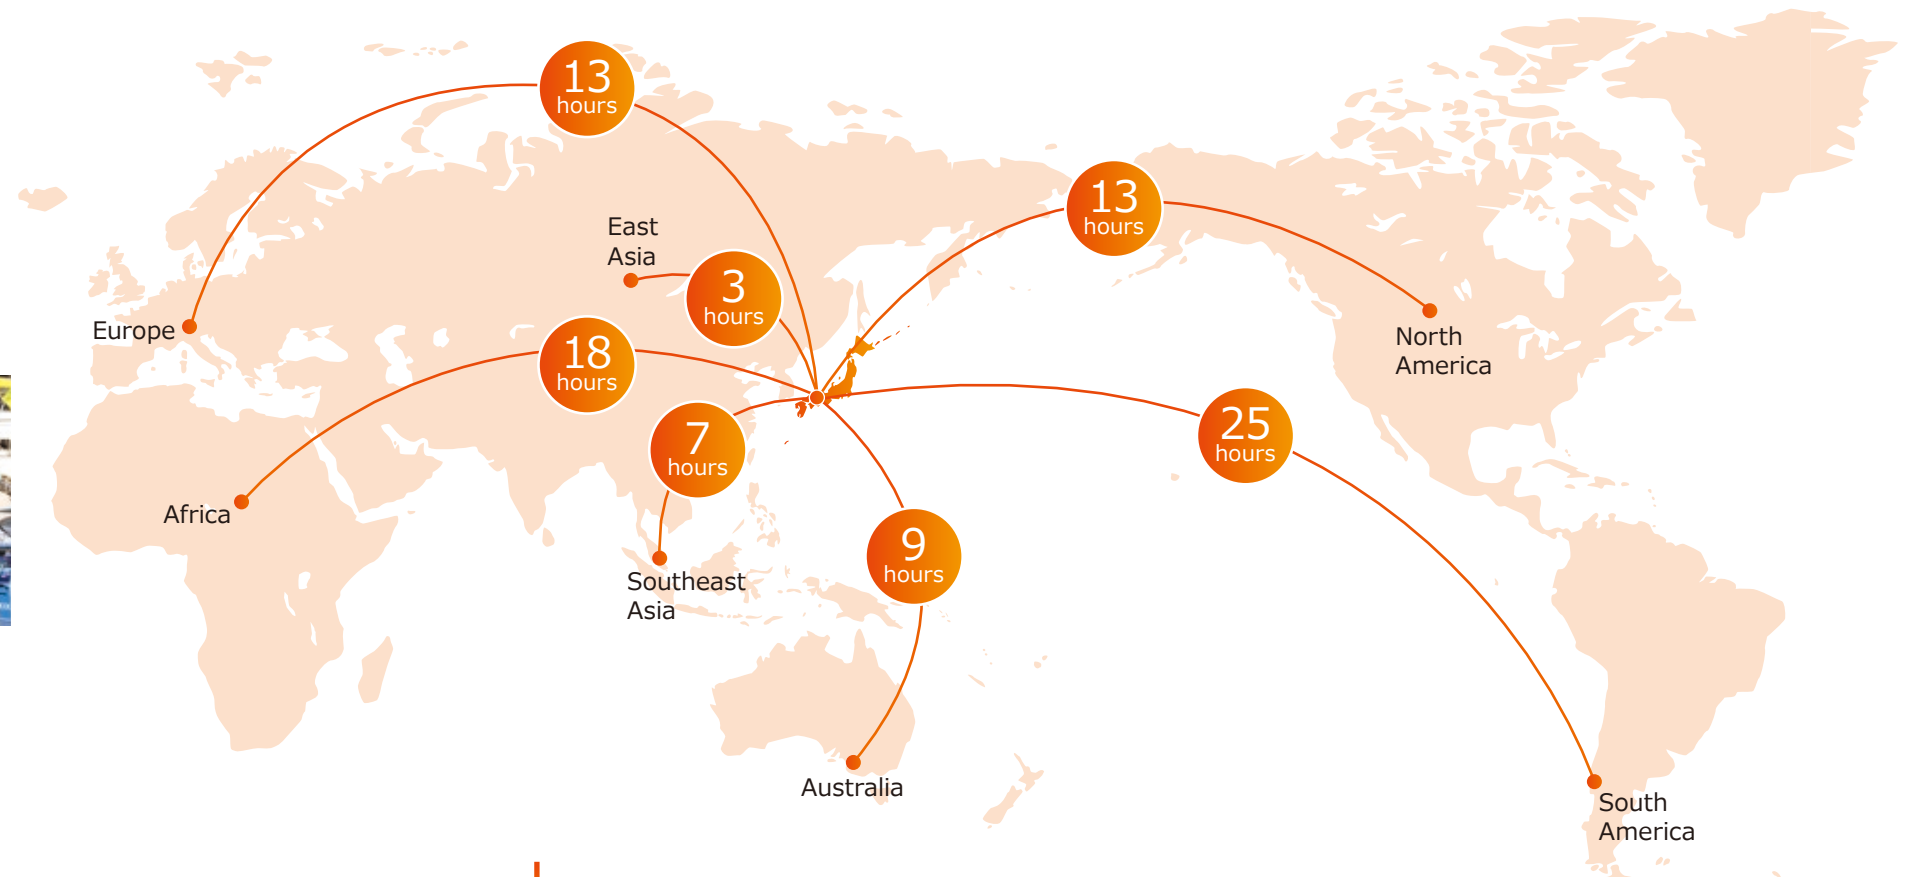 13
hours
13
hours
East
Asia
3
hours
Europe
18
hours
North
America
7
hours
25
hours
Africa
9
hours
Southeast
Asia
Australia
South
America